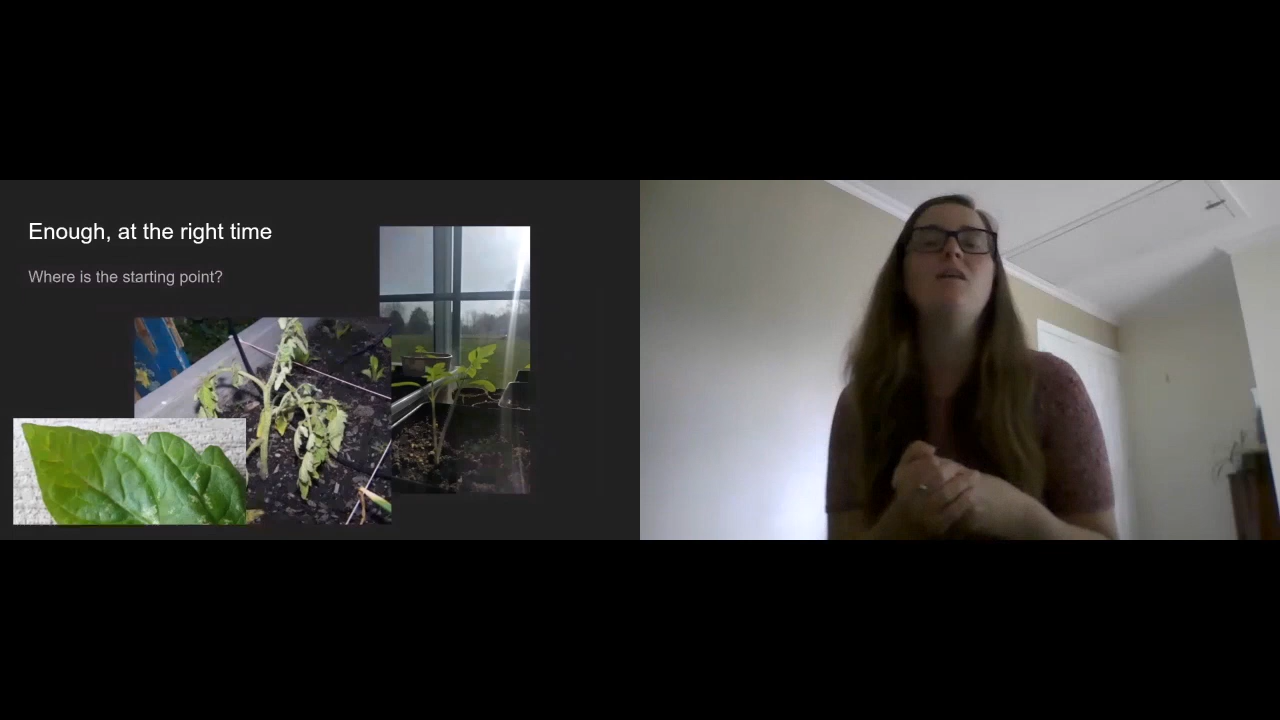 Enough, at the right time
Where is the starting point?